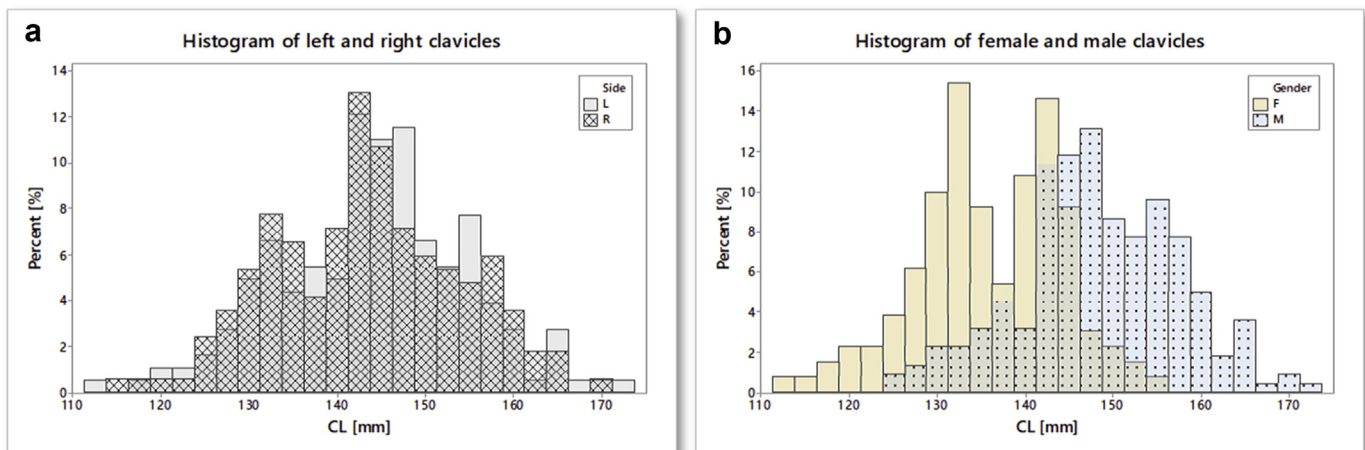 a
Histogram of left and right clavicles
14
12
10
8
6
4
2
0
Percent [%]
110
120
130
140
150
160
170
CL [mm]
Side
L
R
b
Histogram of female and male clavicles
16
14
12
10
8
6
4
2
0
Percent [%]
110
120
130
140
150
160
170
CL [mm]
Gender
F
M